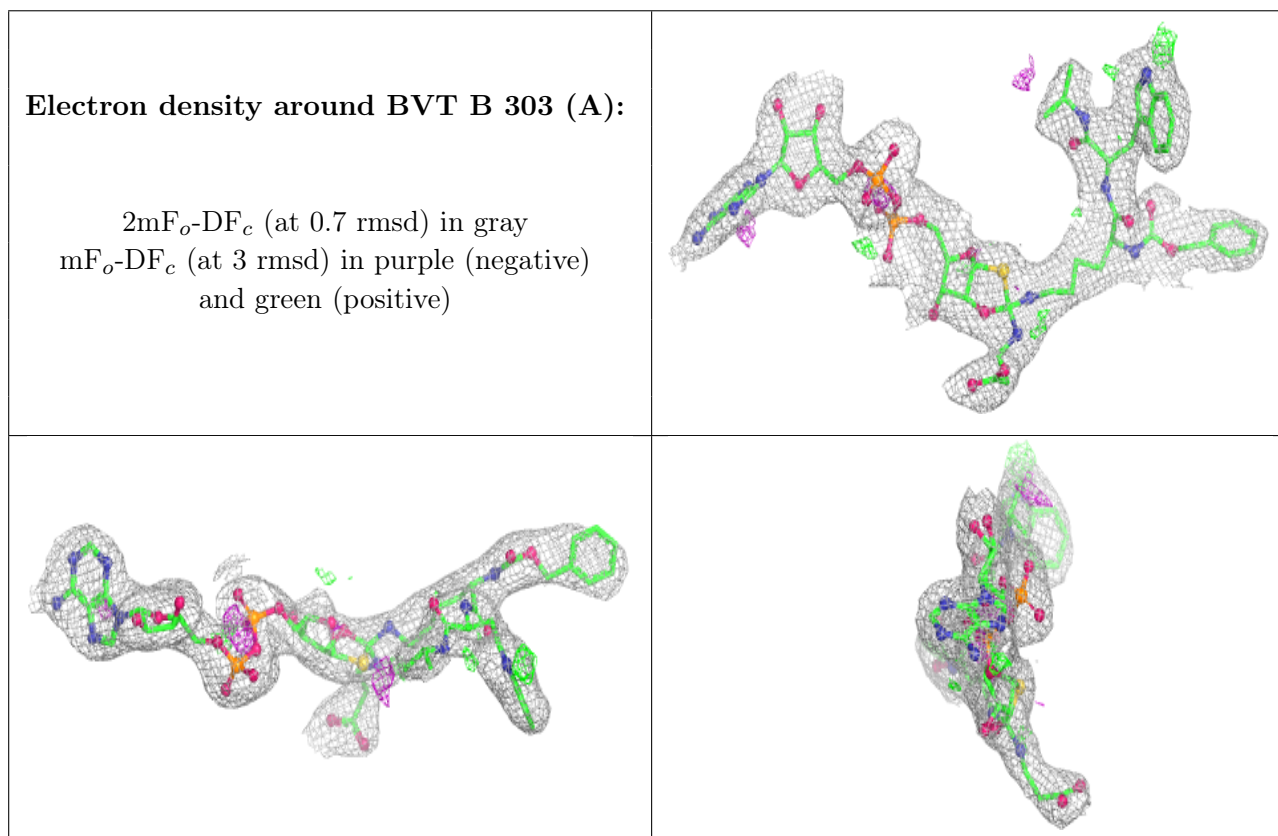 Electron density around BVT B 303 (A):
2mFo-DFc (at 0.7 rmsd) in gray
mFo-DFc (at 3 rmsd) in purple (negative)
and green (positive)